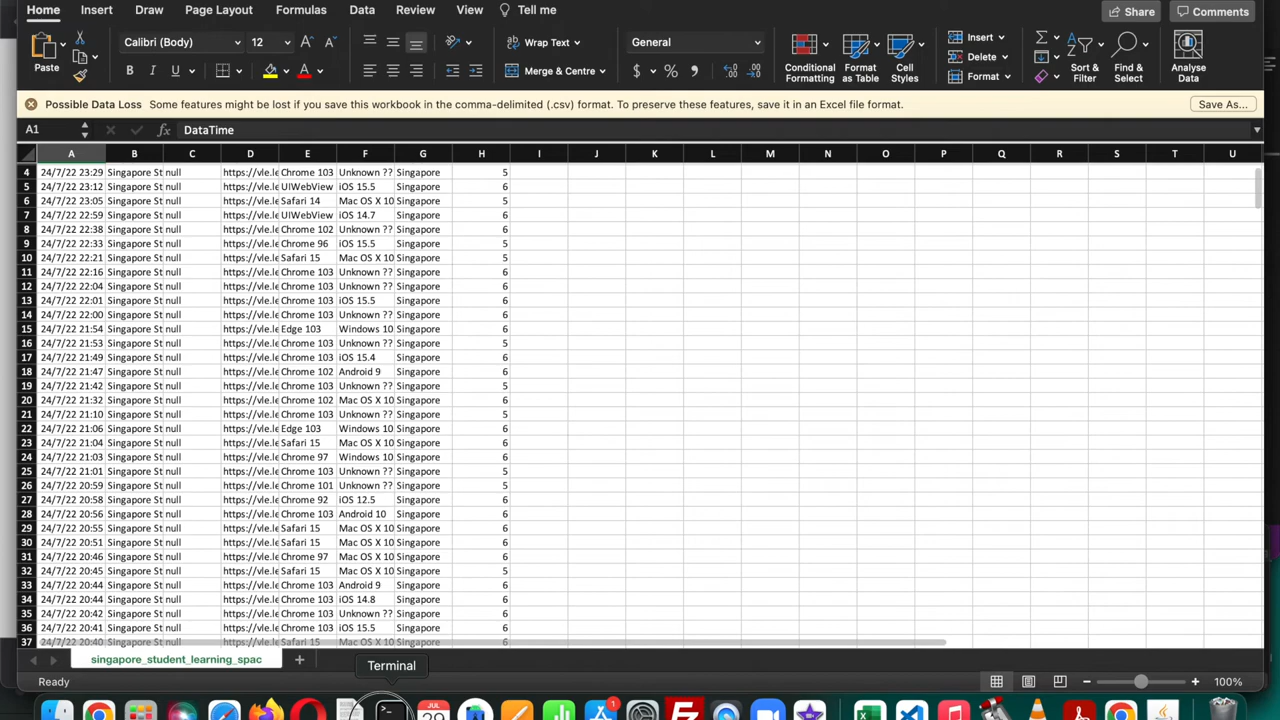 Home Insert Draw Page Layout Formulas Data Review View Tell me Share Comments
Paste Calibri (Body) 12 Wrap Text General Insert
B I U Merge & Centre $ % Conditional Formatting Format as Table Cell Styles Delete Format Sort & Filter Find & Select Analyse Data
Possible Data Loss Some features might be lost if you save this workbook in the comma-delimited (.csv) format. To preserve these features, save it in an Excel file format. Save As...
A1 fx DataTime
A B C D E F G H I J K L M N O P Q R S T U
4 24/7/22 23:29 Singapore St null https://vle.le Chrome 103 Unknown ?? Singapore 5
5 24/7/22 23:12 Singapore St null https://vle.le UIWebView iOS 15.5 Singapore 6
6 24/7/22 23:05 Singapore St null https://vle.le Safari 14 Mac OS X 10 Singapore 5
7 24/7/22 22:59 Singapore St null https://vle.le UIWebView iOS 14.7 Singapore 6
8 24/7/22 22:38 Singapore St null https://vle.le Chrome 102 Unknown ?? Singapore 6
9 24/7/22 22:33 Singapore St null https://vle.le Chrome 96 iOS 15.5 Singapore 5
10 24/7/22 22:21 Singapore St null https://vle.le Safari 15 Mac OS X 10 Singapore 5
11 24/7/22 22:16 Singapore St null https://vle.le Chrome 103 Unknown ?? Singapore 6
12 24/7/22 22:04 Singapore St null https://vle.le Chrome 103 Unknown ?? Singapore 6
13 24/7/22 22:01 Singapore St null https://vle.le Chrome 103 iOS 15.5 Singapore 6
14 24/7/22 22:00 Singapore St null https://vle.le Chrome 103 Unknown ?? Singapore 6
15 24/7/22 21:54 Singapore St null https://vle.le Edge 103 Windows 10 Singapore 6
16 24/7/22 21:53 Singapore St null https://vle.le Chrome 103 Unknown ?? Singapore 5
17 24/7/22 21:49 Singapore St null https://vle.le Chrome 103 iOS 15.4 Singapore 6
18 24/7/22 21:47 Singapore St null https://vle.le Chrome 102 Android 9 Singapore 6
19 24/7/22 21:42 Singapore St null https://vle.le Chrome 103 Unknown ?? Singapore 5
20 24/7/22 21:32 Singapore St null https://vle.le Chrome 102 Mac OS X 10 Singapore 6
21 24/7/22 21:10 Singapore St null https://vle.le Chrome 103 Unknown ?? Singapore 5
22 24/7/22 21:06 Singapore St null https://vle.le Edge 103 Windows 10 Singapore 6
23 24/7/22 21:04 Singapore St null https://vle.le Safari 15 Mac OS X 10 Singapore 5
24 24/7/22 21:03 Singapore St null https://vle.le Chrome 97 Windows 10 Singapore 6
25 24/7/22 21:01 Singapore St null https://vle.le Chrome 103 Unknown ?? Singapore 5
26 24/7/22 20:59 Singapore St null https://vle.le Chrome 101 Unknown ?? Singapore 5
27 24/7/22 20:58 Singapore St null https://vle.le Chrome 92 iOS 12.5 Singapore 6
28 24/7/22 20:56 Singapore St null https://vle.le Chrome 103 Android 10 Singapore 6
29 24/7/22 20:55 Singapore St null https://vle.le Safari 15 Mac OS X 10 Singapore 6
30 24/7/22 20:51 Singapore St null https://vle.le Safari 15 Mac OS X 10 Singapore 6
31 24/7/22 20:46 Singapore St null https://vle.le Chrome 97 Windows 10 Singapore 6
32 24/7/22 20:45 Singapore St null https://vle.le Safari 15 Mac OS X 10 Singapore 5
33 24/7/22 20:44 Singapore St null https://vle.le Chrome 103 Android 9 Singapore 6
34 24/7/22 20:44 Singapore St null https://vle.le Chrome 103 iOS 14.8 Singapore 6
35 24/7/22 20:42 Singapore St null https://vle.le Chrome 103 Unknown ?? Singapore 6
36 24/7/22 20:41 Singapore St null https://vle.le Chrome 103 iOS 15.5 Singapore 6
37 24/7/22 20:40 Singapore St null https://vle.le Safari 15 Mac OS X 10 Singapore 6
singapore_student_learning_spac
Terminal
Ready 100%
JUL